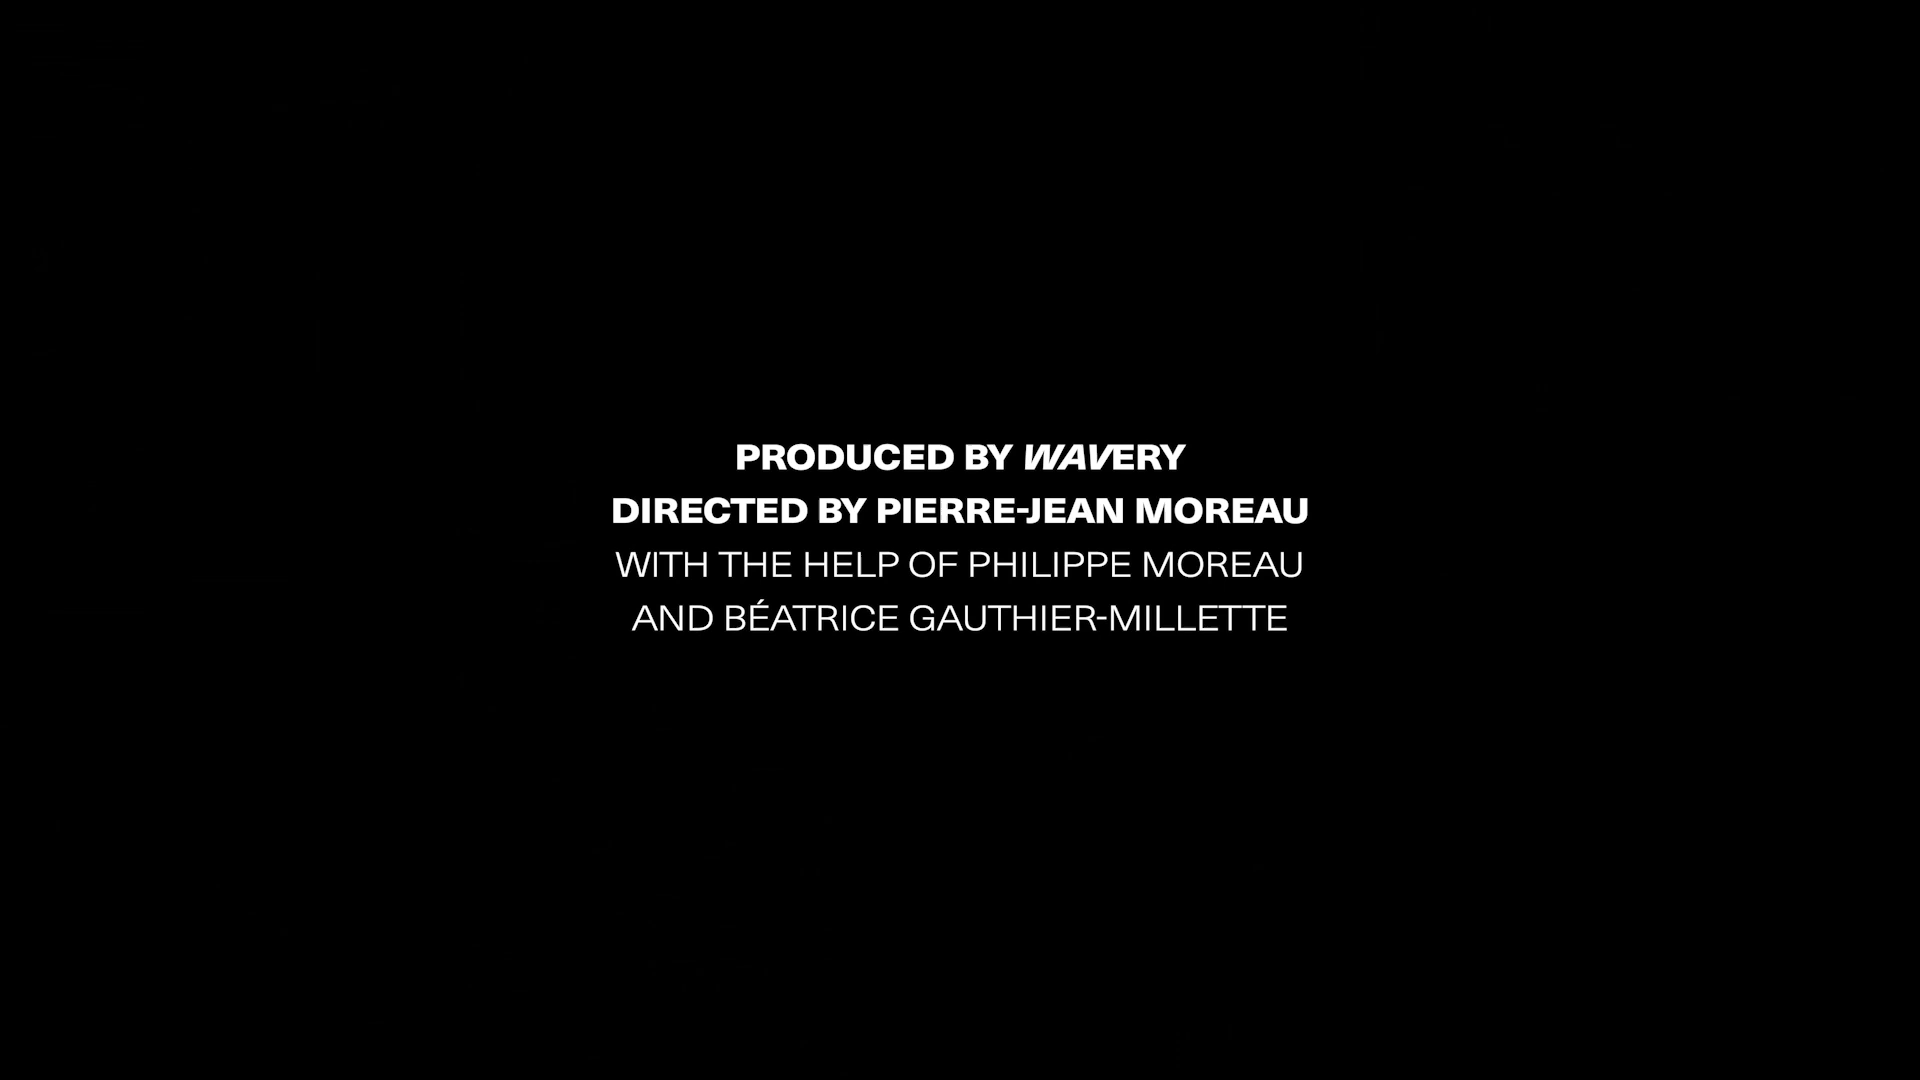 PRODUCED BY WAVERY
DIRECTED BY PIERRE-JEAN MOREAU
WITH THE HELP OF PHILIPPE MOREAU
AND BÉATRICE GAUTHIER-MILLETTE